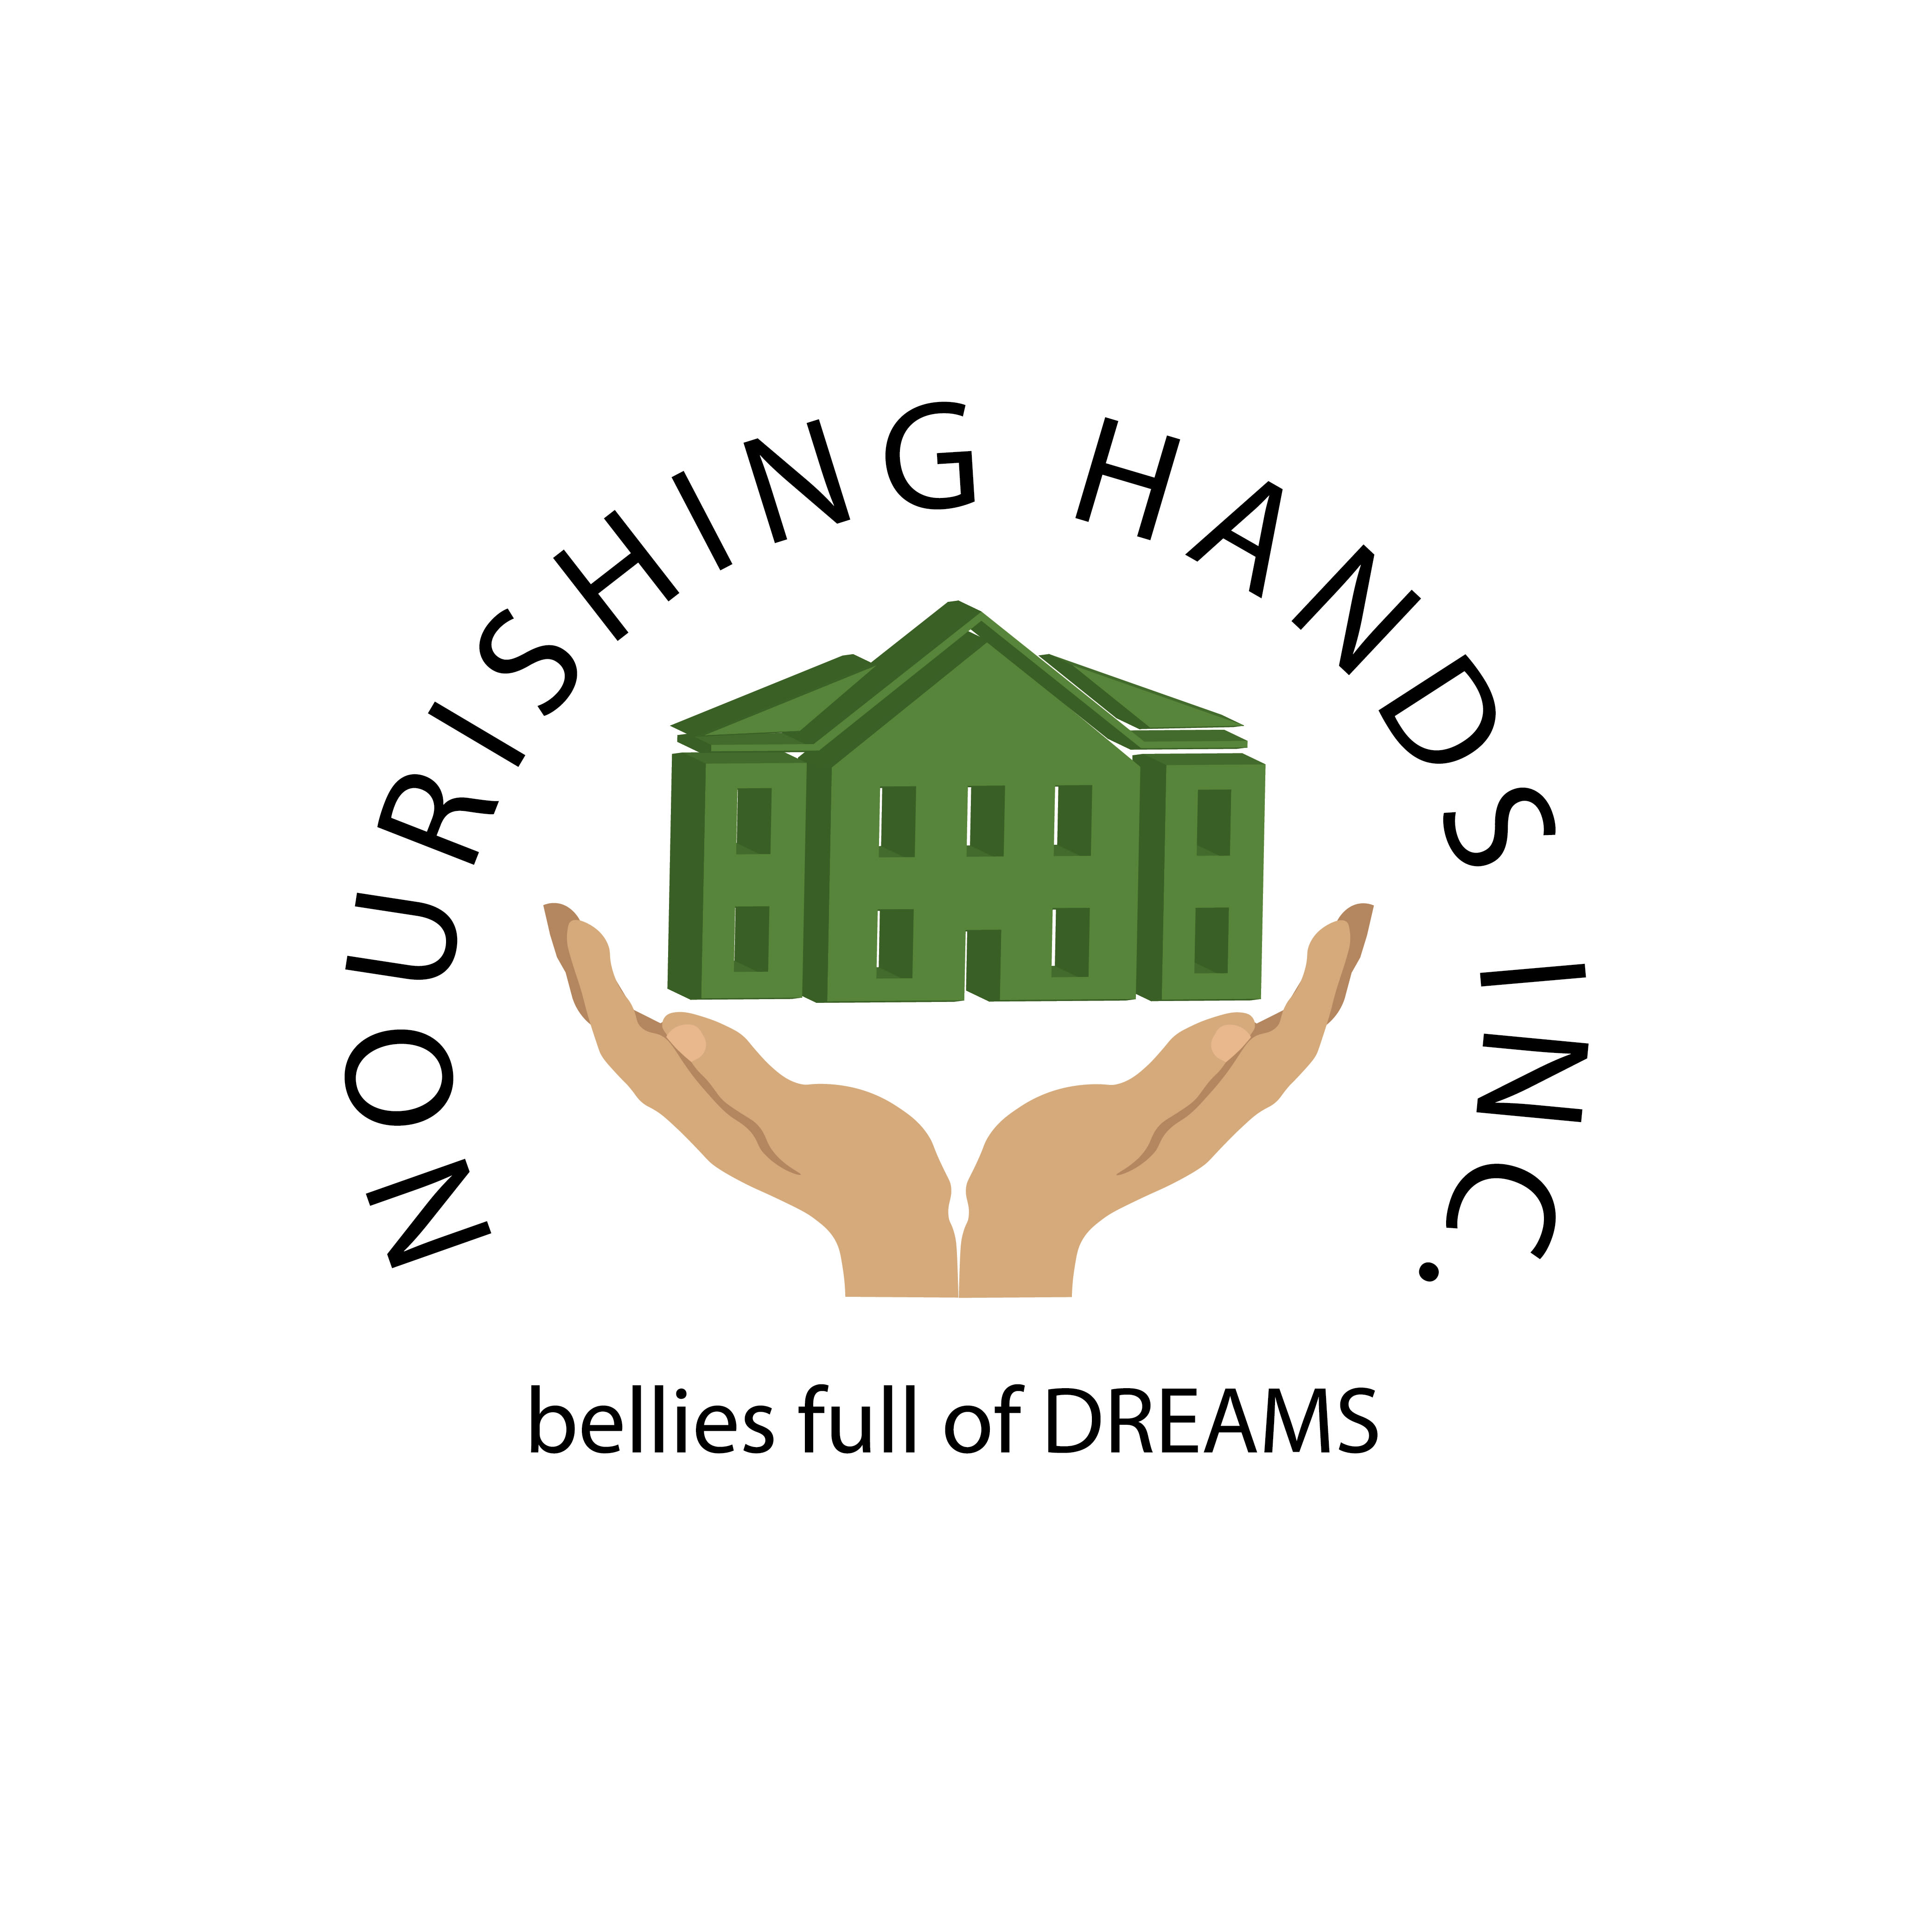 NOURISHING HANDS INC.
bellies full of DREAMS